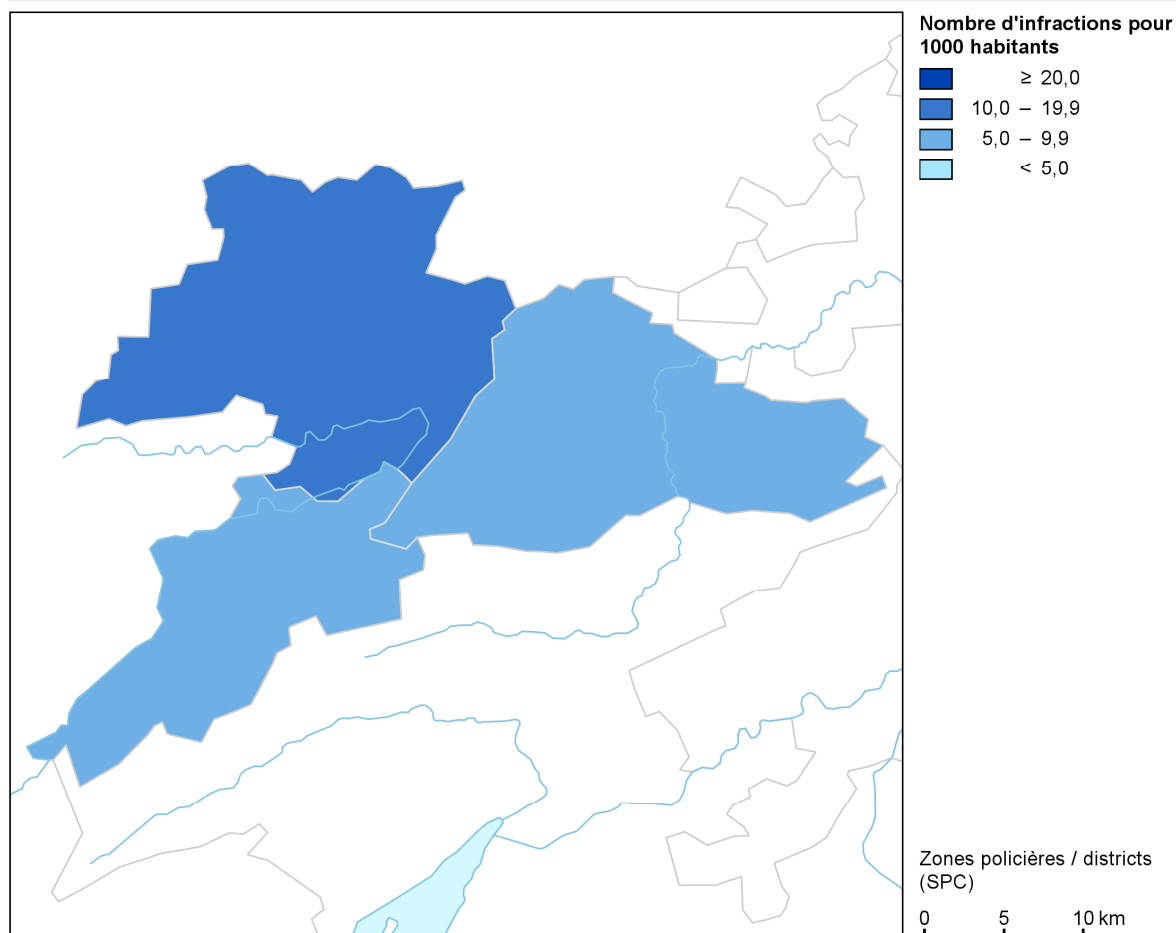 Nombre d'infractions pour
1000 habitants
≥ 20,0
10,0 – 19,9
5,0 – 9,9
< 5,0
Zones policières / districts
(SPC)
0 5 10 km